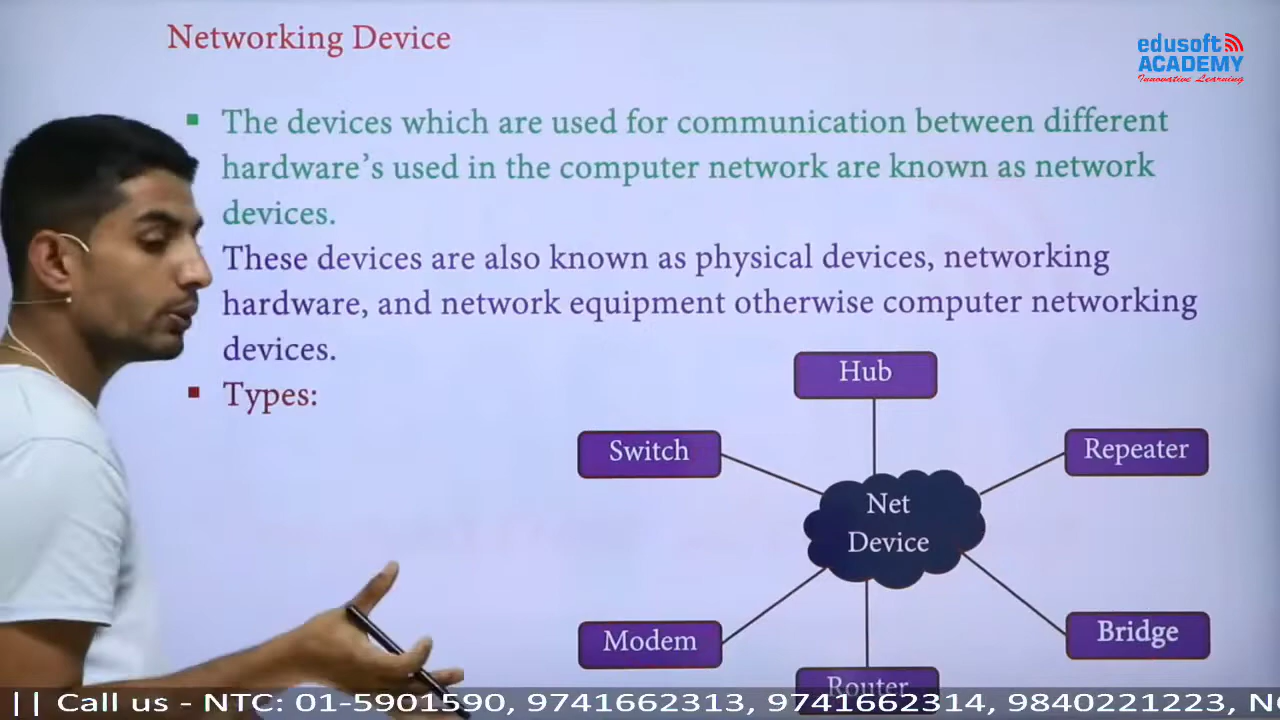 Networking Device
edusoft
ACADEMY
Innovative Learning
The devices which are used for communication between different
hardware’s used in the computer network are known as network
devices.
These devices are also known as physical devices, networking
hardware, and network equipment otherwise computer networking
devices.
Types:
Hub
Switch
Repeater
Net
Device
Modem
Bridge
Router
|| Call us - NTC: 01-5901590, 9741662313, 9741662314, 9840221223,